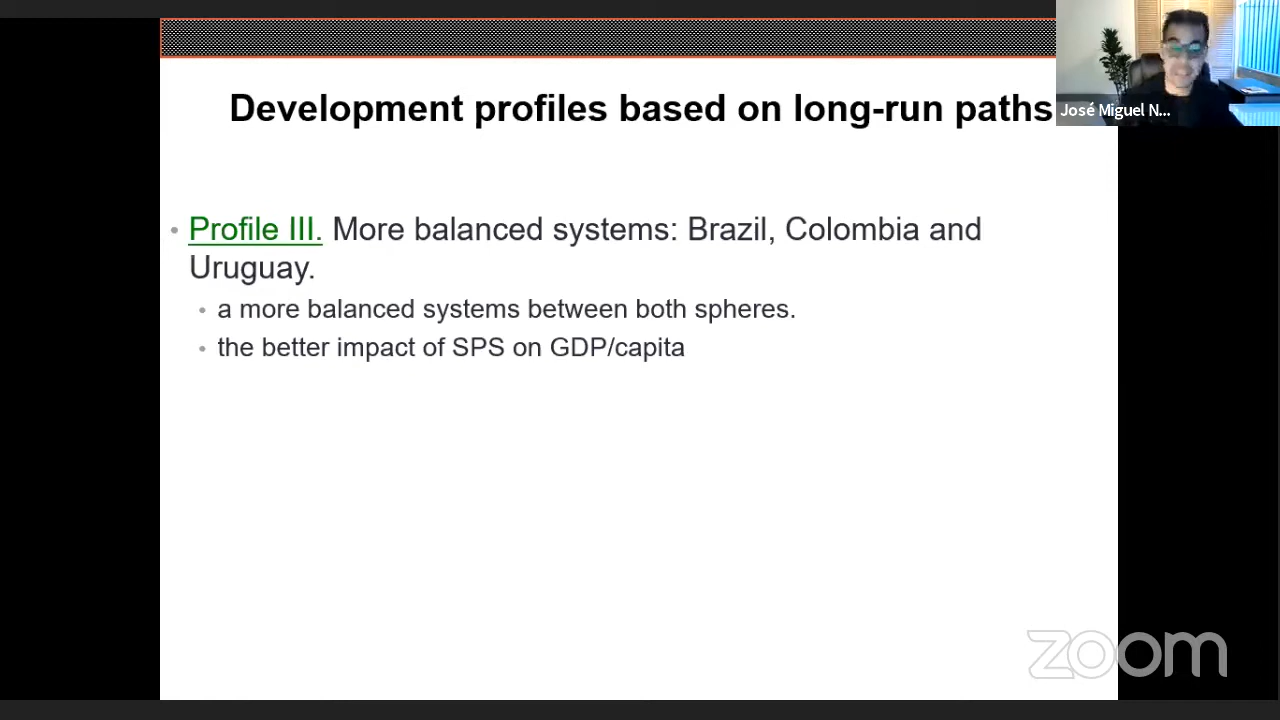 Development profiles based on long-run paths
José Miguel N...
• Profile III. More balanced systems: Brazil, Colombia and
Uruguay.
• a more balanced systems between both spheres.
• the better impact of SPS on GDP/capita
zoom